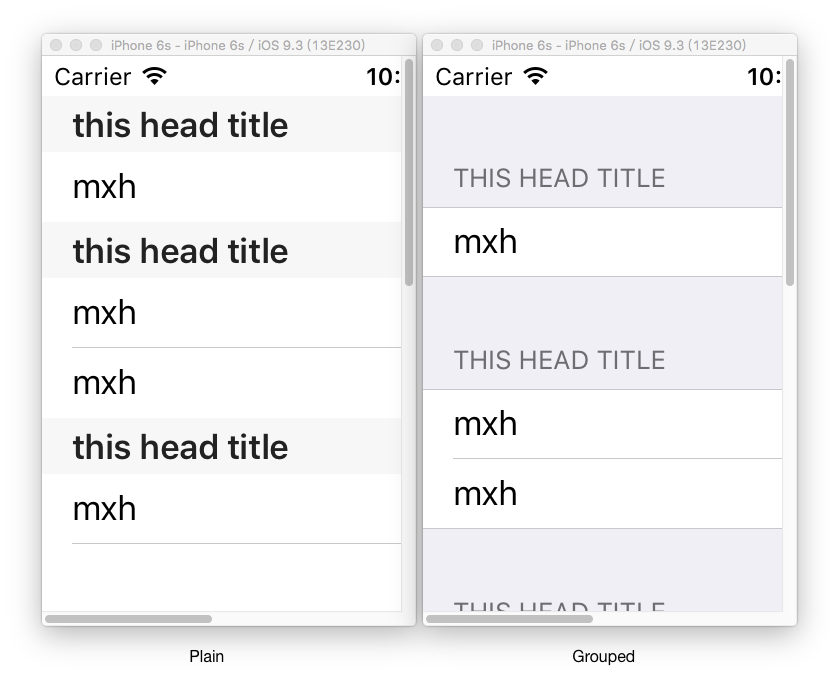 iPhone 6s - iPhone 6s / iOS 9.3 (13E230)
Carrier 10:
this head title
mxh
this head title
mxh
mxh
this head title
mxh
Plain
iPhone 6s - iPhone 6s / iOS 9.3 (13E230)
Carrier 10:
THIS HEAD TITLE
mxh
THIS HEAD TITLE
mxh
mxh
THIS HEAD TITLE
Grouped